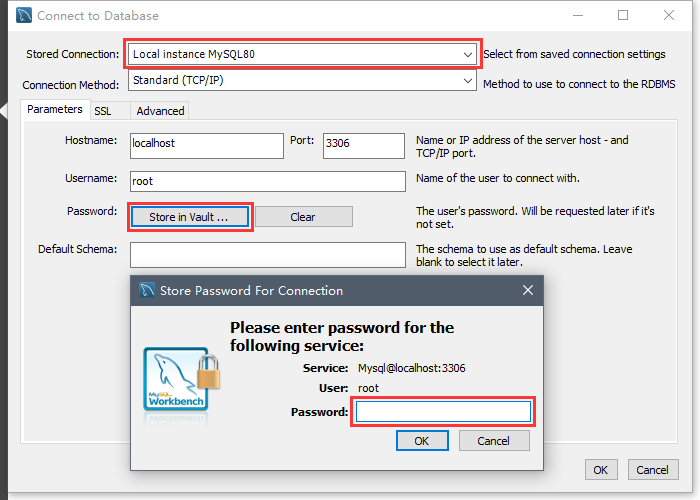 Connect to Database
Stored Connection:
Local instance MySQL80
Select from saved connection settings
Connection Method:
Standard (TCP/IP)
Method to use to connect to the RDBMS
Parameters
SSL
Advanced
Hostname:
localhost
Port:
3306
Name or IP address of the server host - and
TCP/IP port.
Username:
root
Name of the user to connect with.
Password:
Store in Vault ...
Clear
The user's password. Will be requested later if it's
not set.
Default Schema:
The schema to use as default schema. Leave
blank to select it later.
Store Password For Connection
Please enter password for the
following service:
Service: Mysql@localhost:3306
User: root
Password:
MySQL
Workbench
OK
Cancel
OK
Cancel